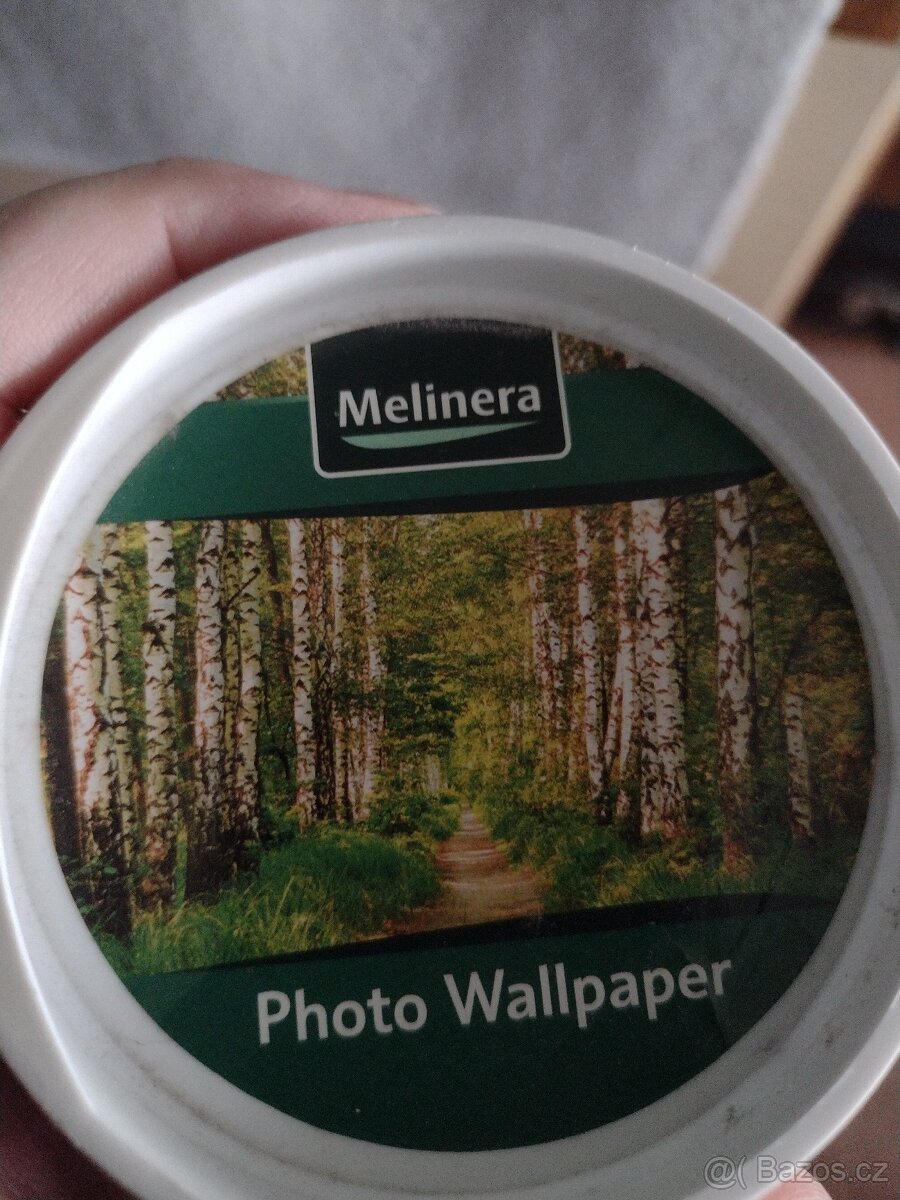 Melinera
Photo Wallpaper
@( Bazos.cz